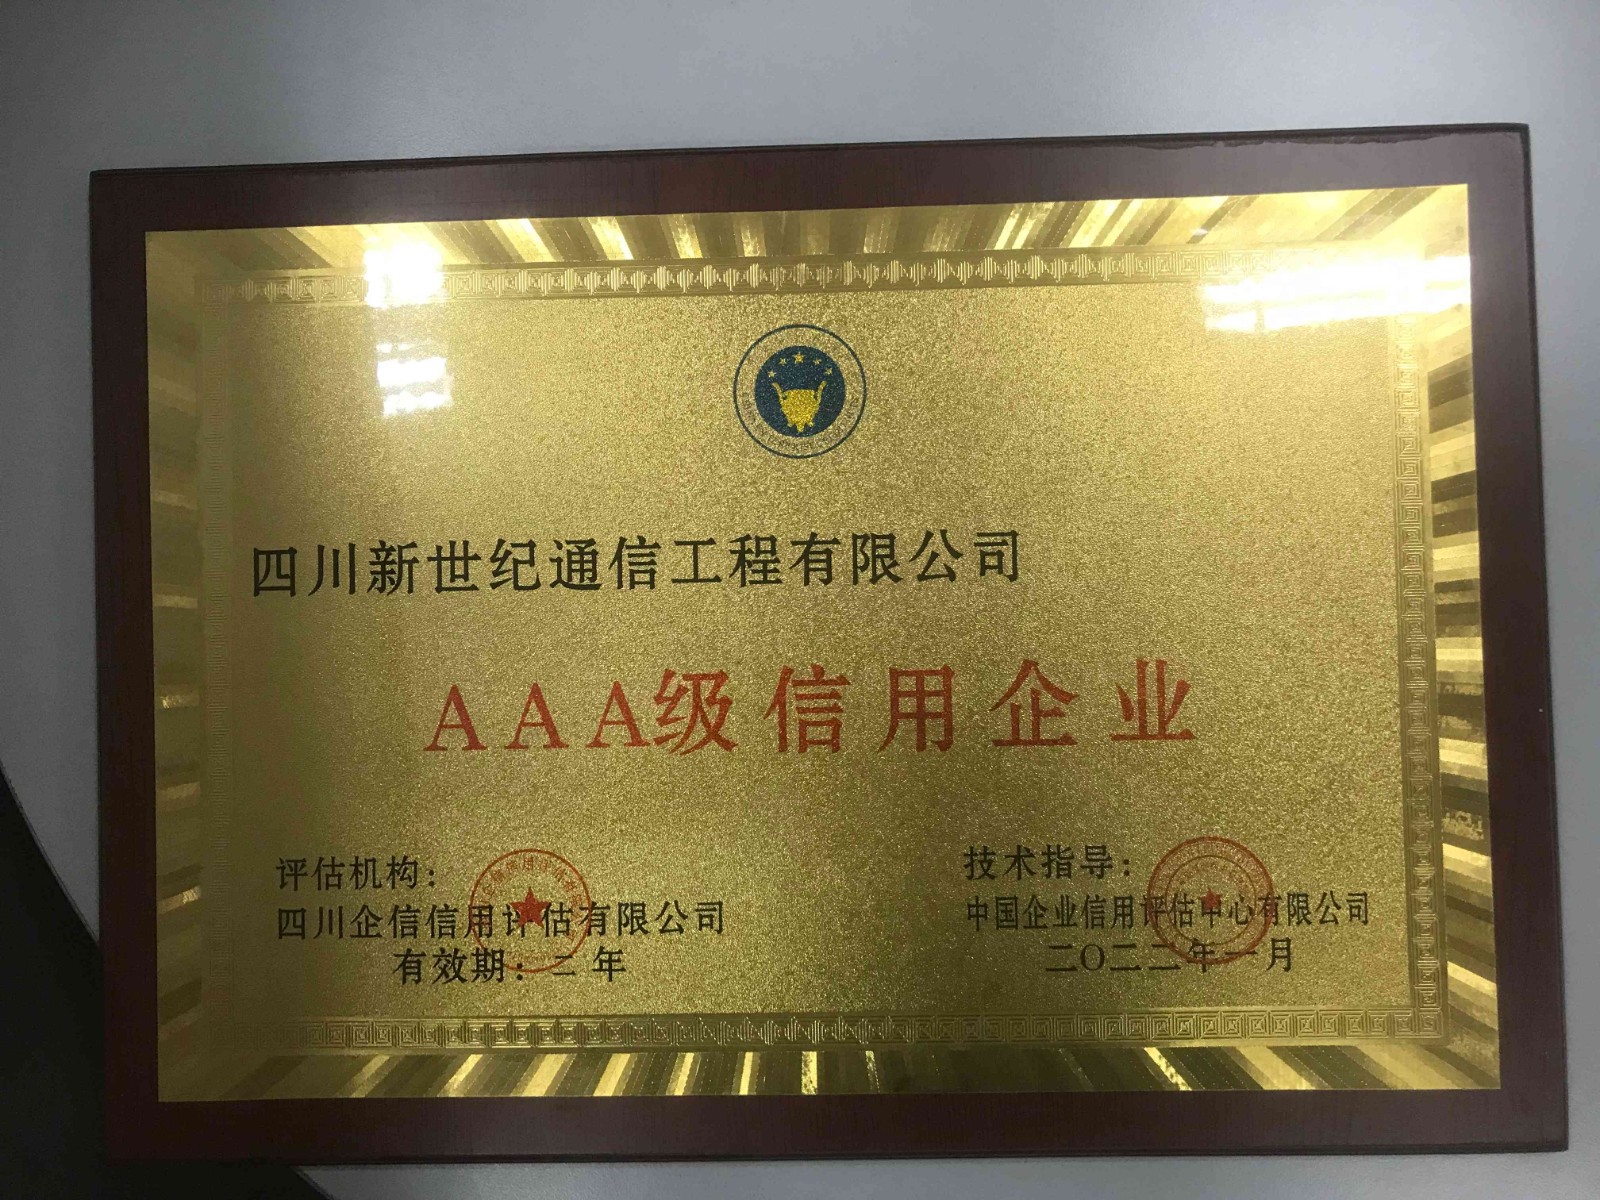 四川新世纪通信工程有限公司
AAA级信用企业
评估机构：
四川企信信用评估有限公司
有效期：二年
技术指导：
中国企业信用评估中心有限公司
二〇二二年一月